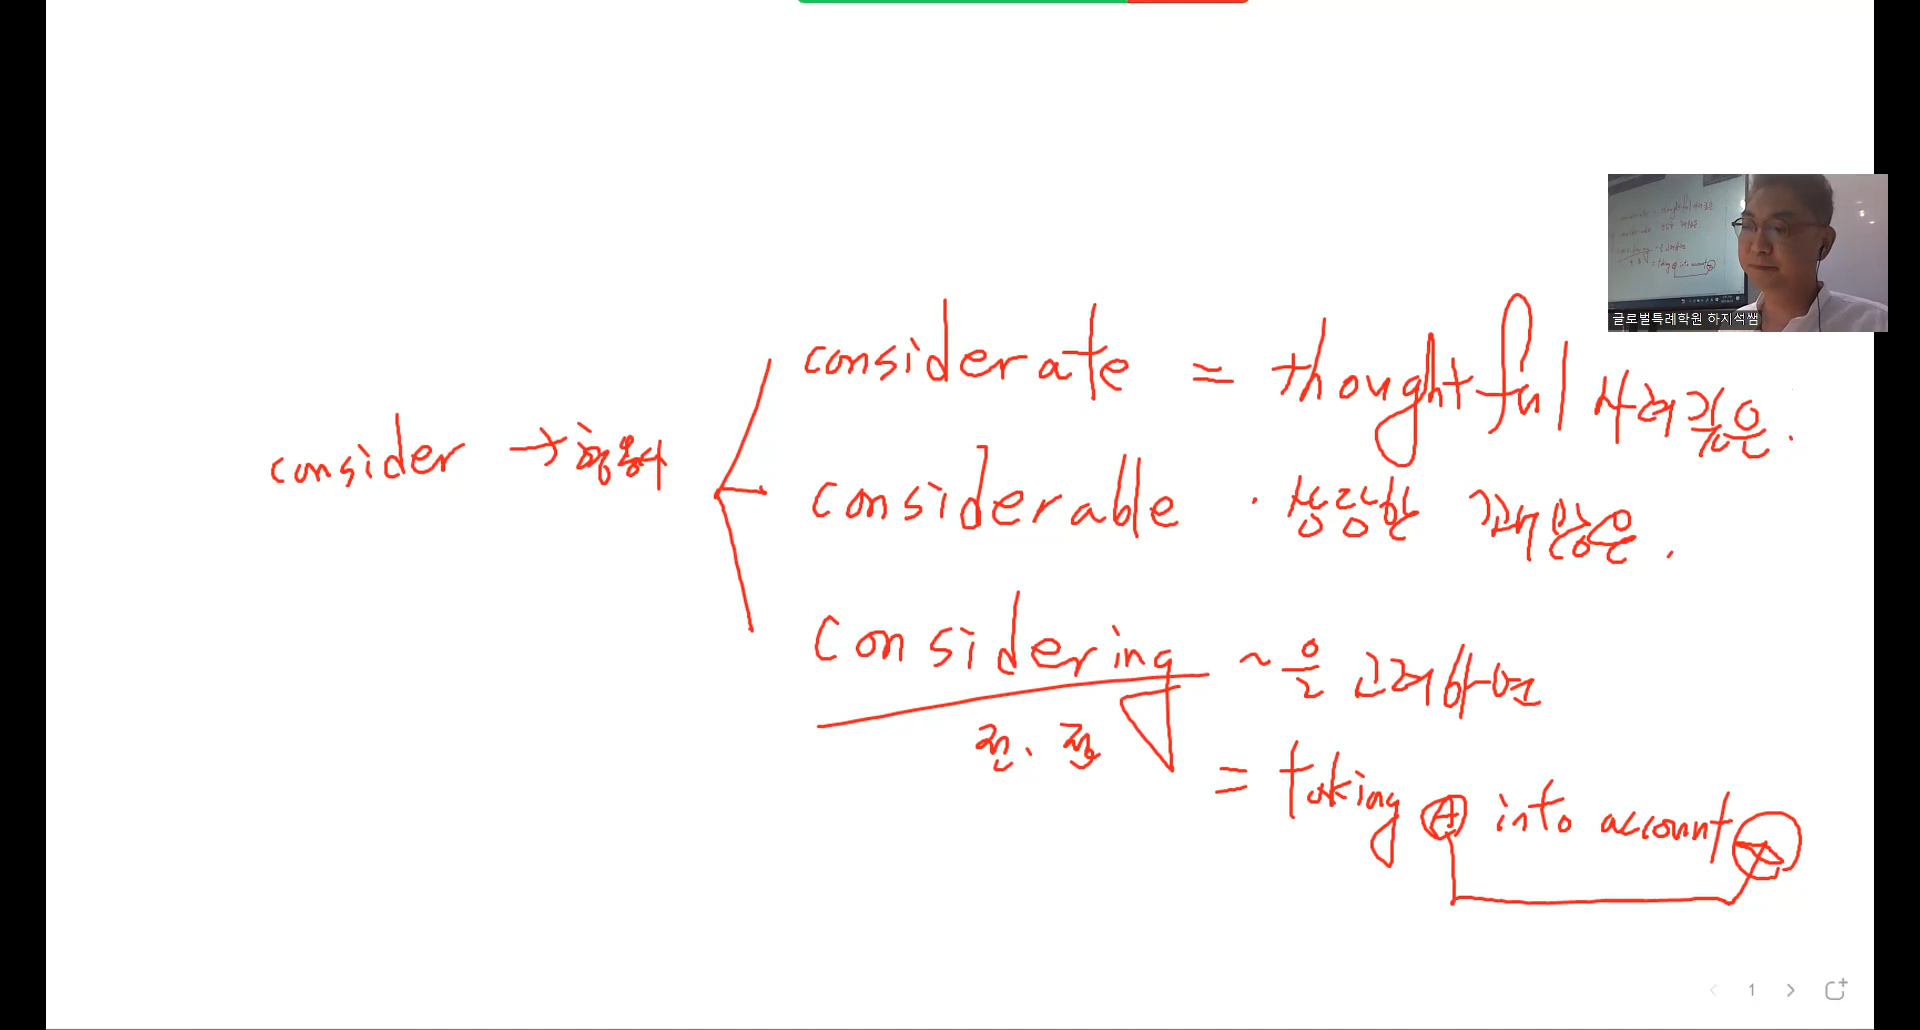 글로벌특례학원 하지석쌤
considerate = thoughtful 사려깊은.
consider → 형용사
considerable · 상당한 꽤많은.
considering ~을 고려하면
전. 접
= taking Ⓐ into account Ⓐ
1